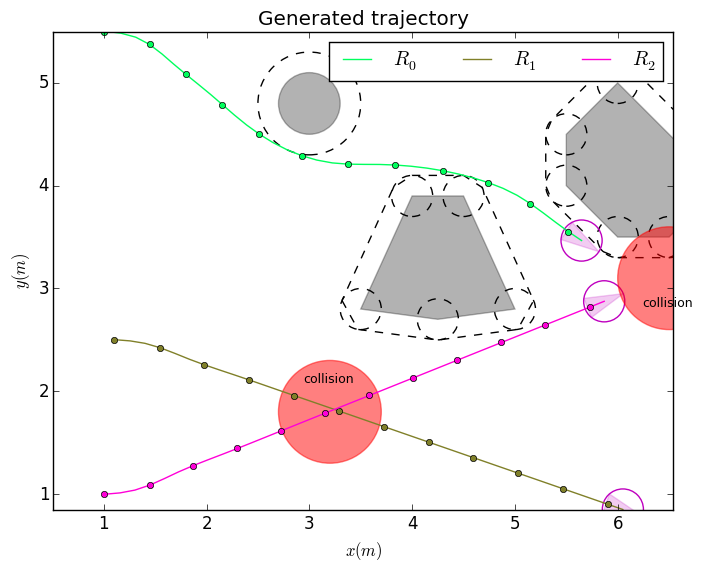 Generated trajectory
R0 R1 R2
5
4
collision
3
y(m)
collision
2
1
1 2 3 4 5 6
x(m)